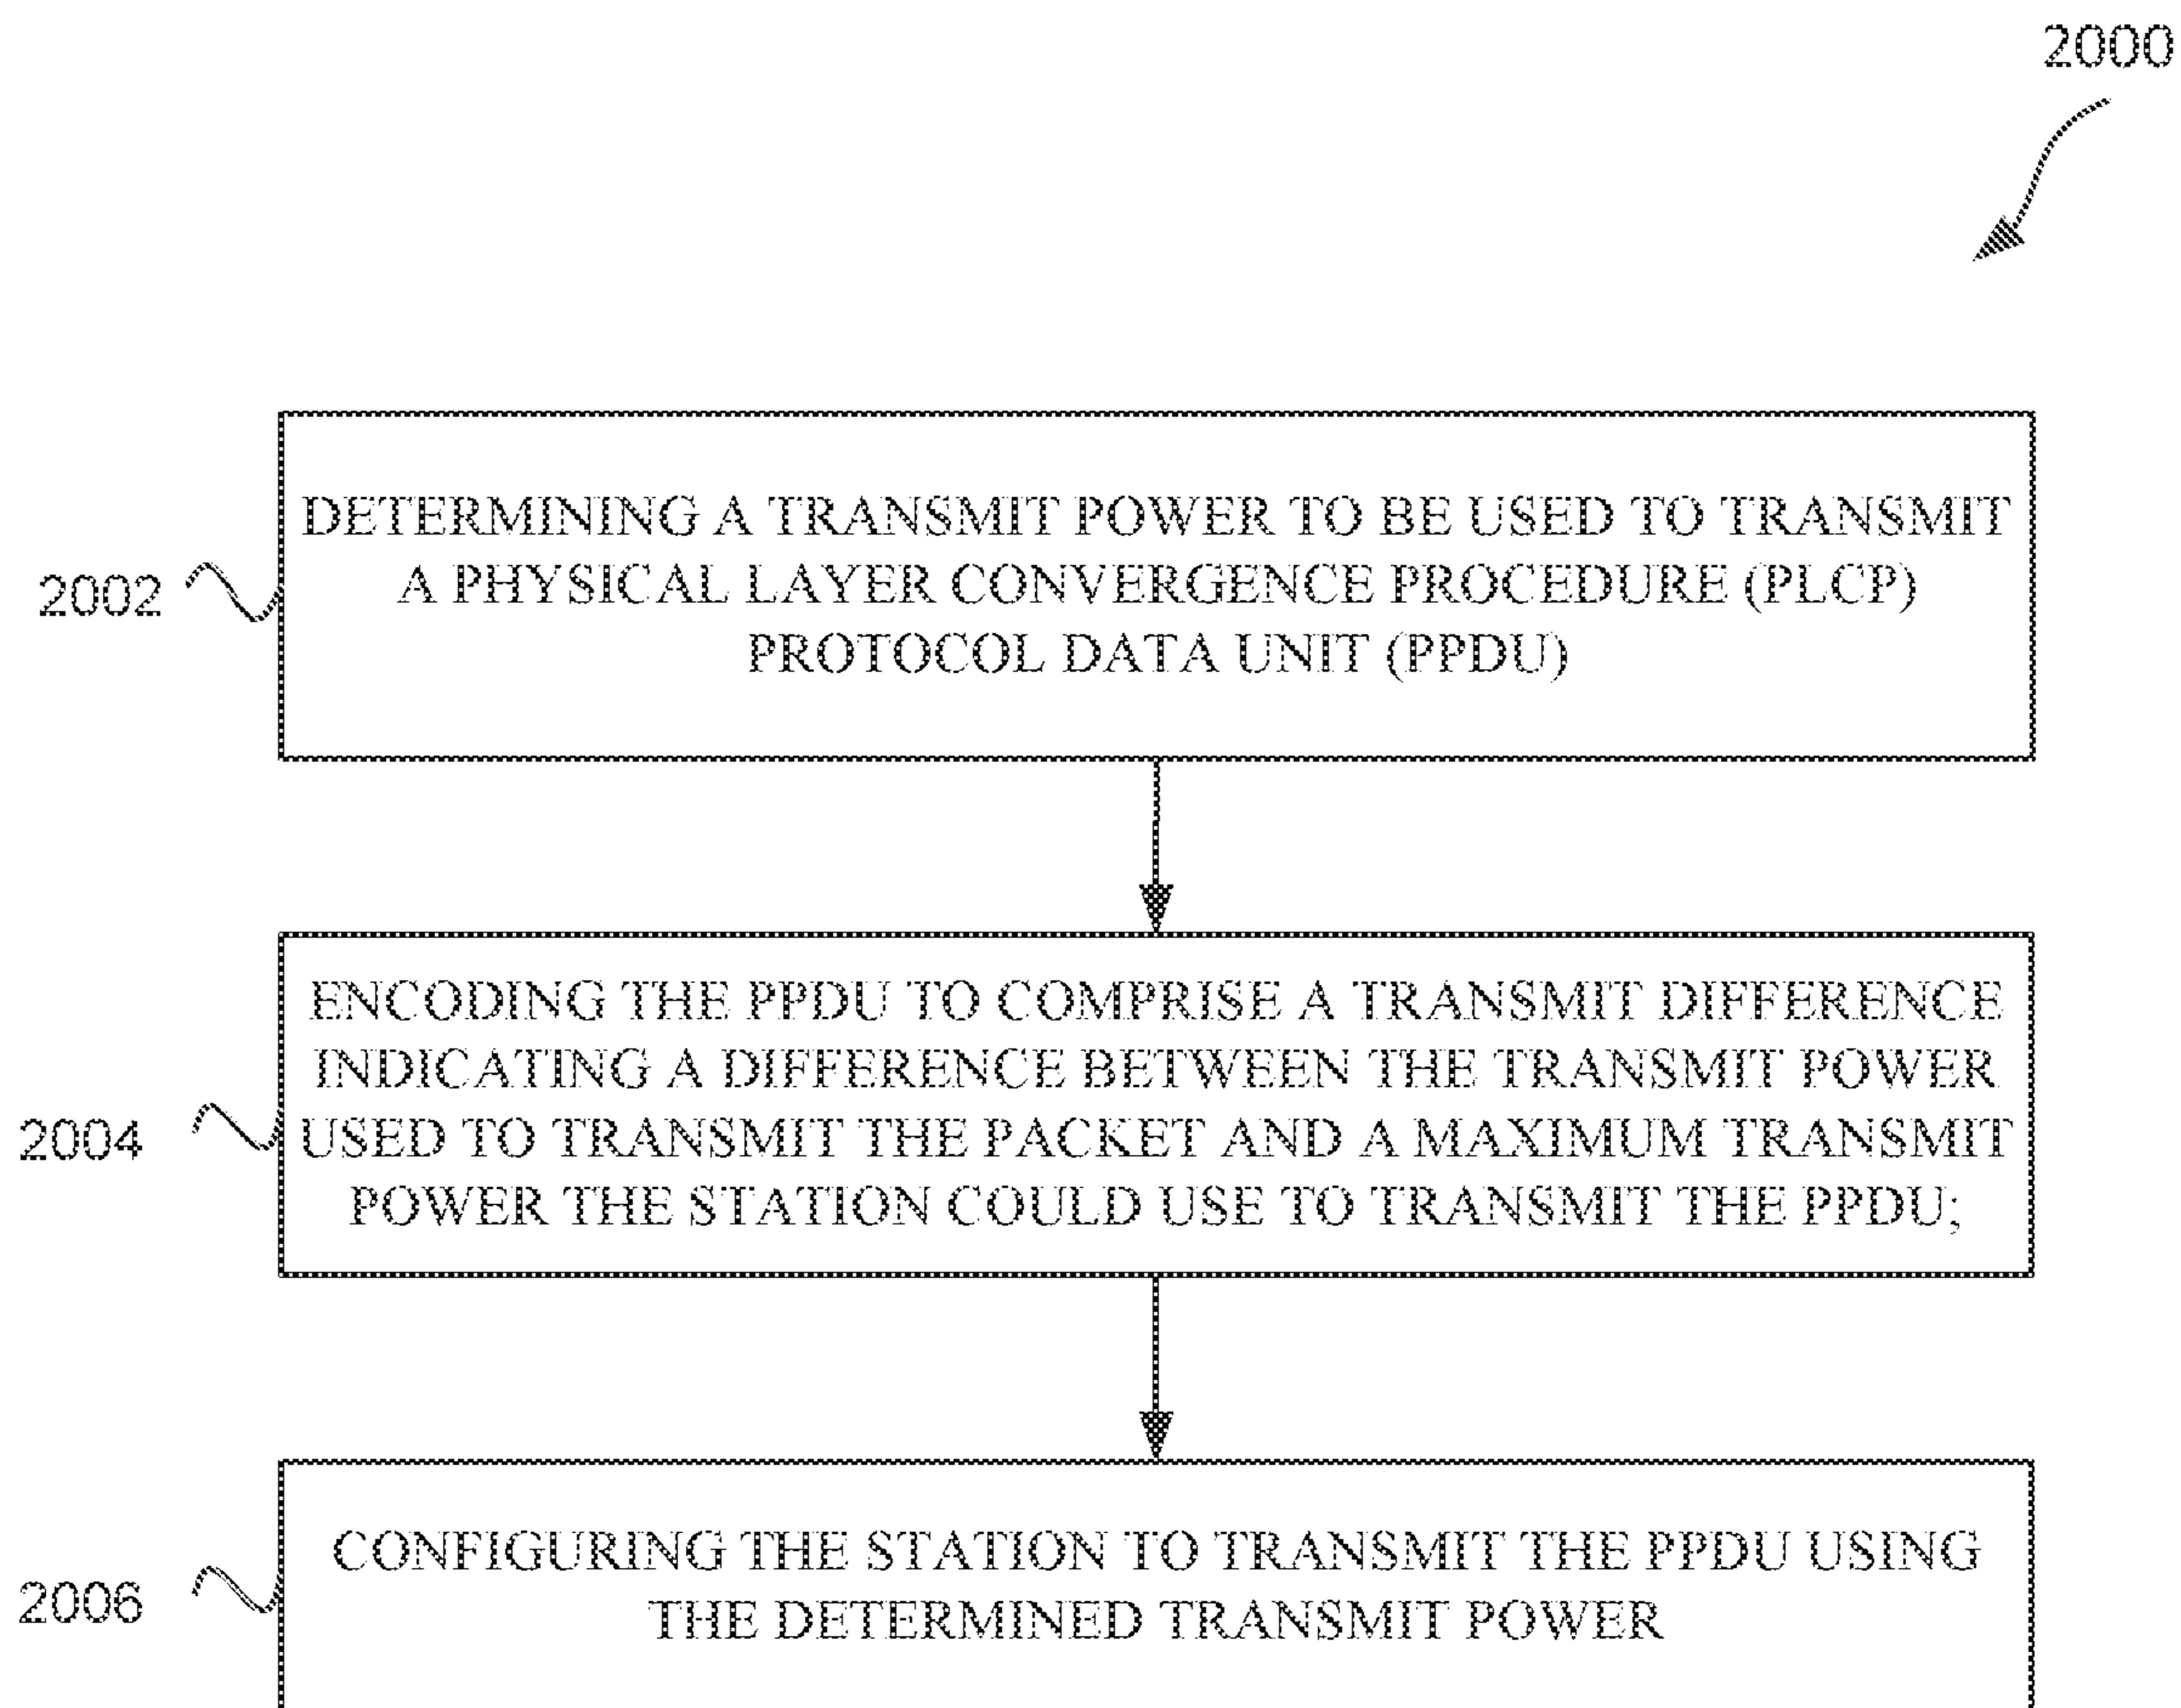 2000
DETERMINING A TRANSMIT POWER TO BE USED TO TRANSMIT
A PHYSICAL LAYER CONVERGENCE PROCEDURE (PLCP)
PROTOCOL DATA UNIT (PPDU)
2002
ENCODING THE PPDU TO COMPRISE A TRANSMIT DIFFERENCE
INDICATING A DIFFERENCE BETWEEN THE TRANSMIT POWER
USED TO TRANSMIT THE PACKET AND A MAXIMUM TRANSMIT
POWER THE STATION COULD USE TO TRANSMIT THE PPDU;
2004
CONFIGURING THE STATION TO TRANSMIT THE PPDU USING
THE DETERMINED TRANSMIT POWER
2006